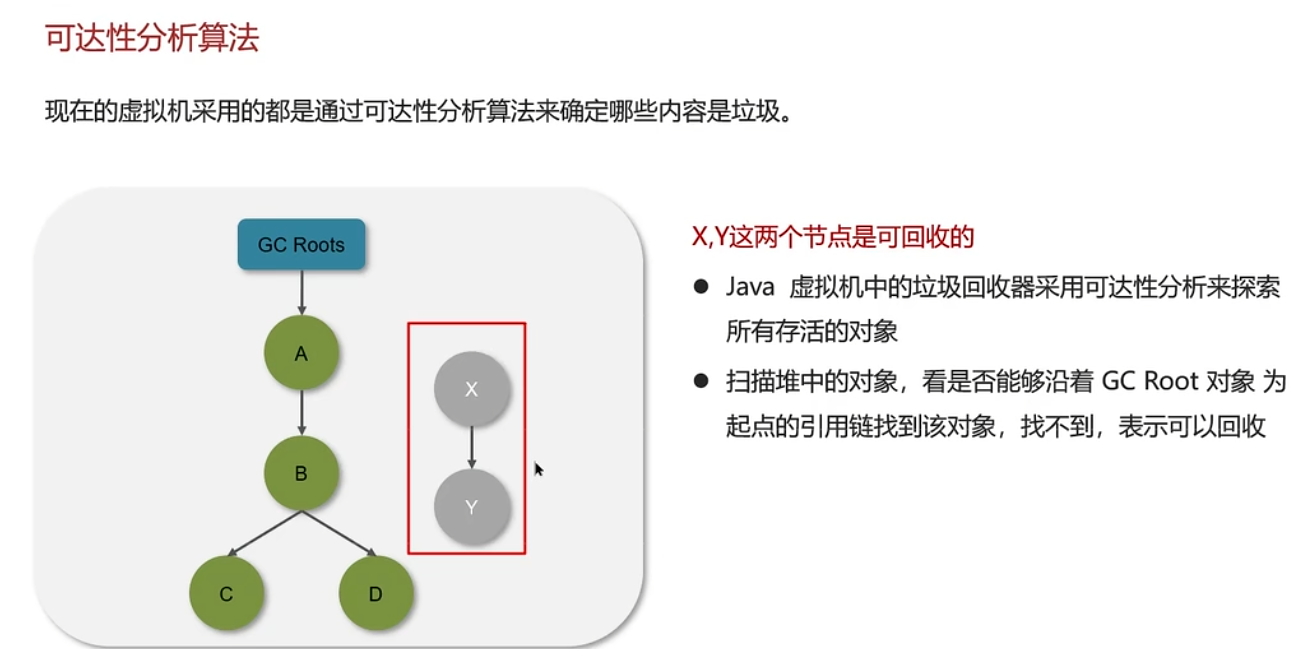 可达性分析算法
现在的虚拟机采用的都是通过可达性分析算法来确定哪些内容是垃圾。
GC Roots
A
B
C
D
X
Y
X,Y这两个节点是可回收的
● Java 虚拟机中的垃圾回收器采用可达性分析来探索
所有存活的对象
● 扫描堆中的对象，看是否能够沿着 GC Root 对象 为
起点的引用链找到该对象，找不到，表示可以回收